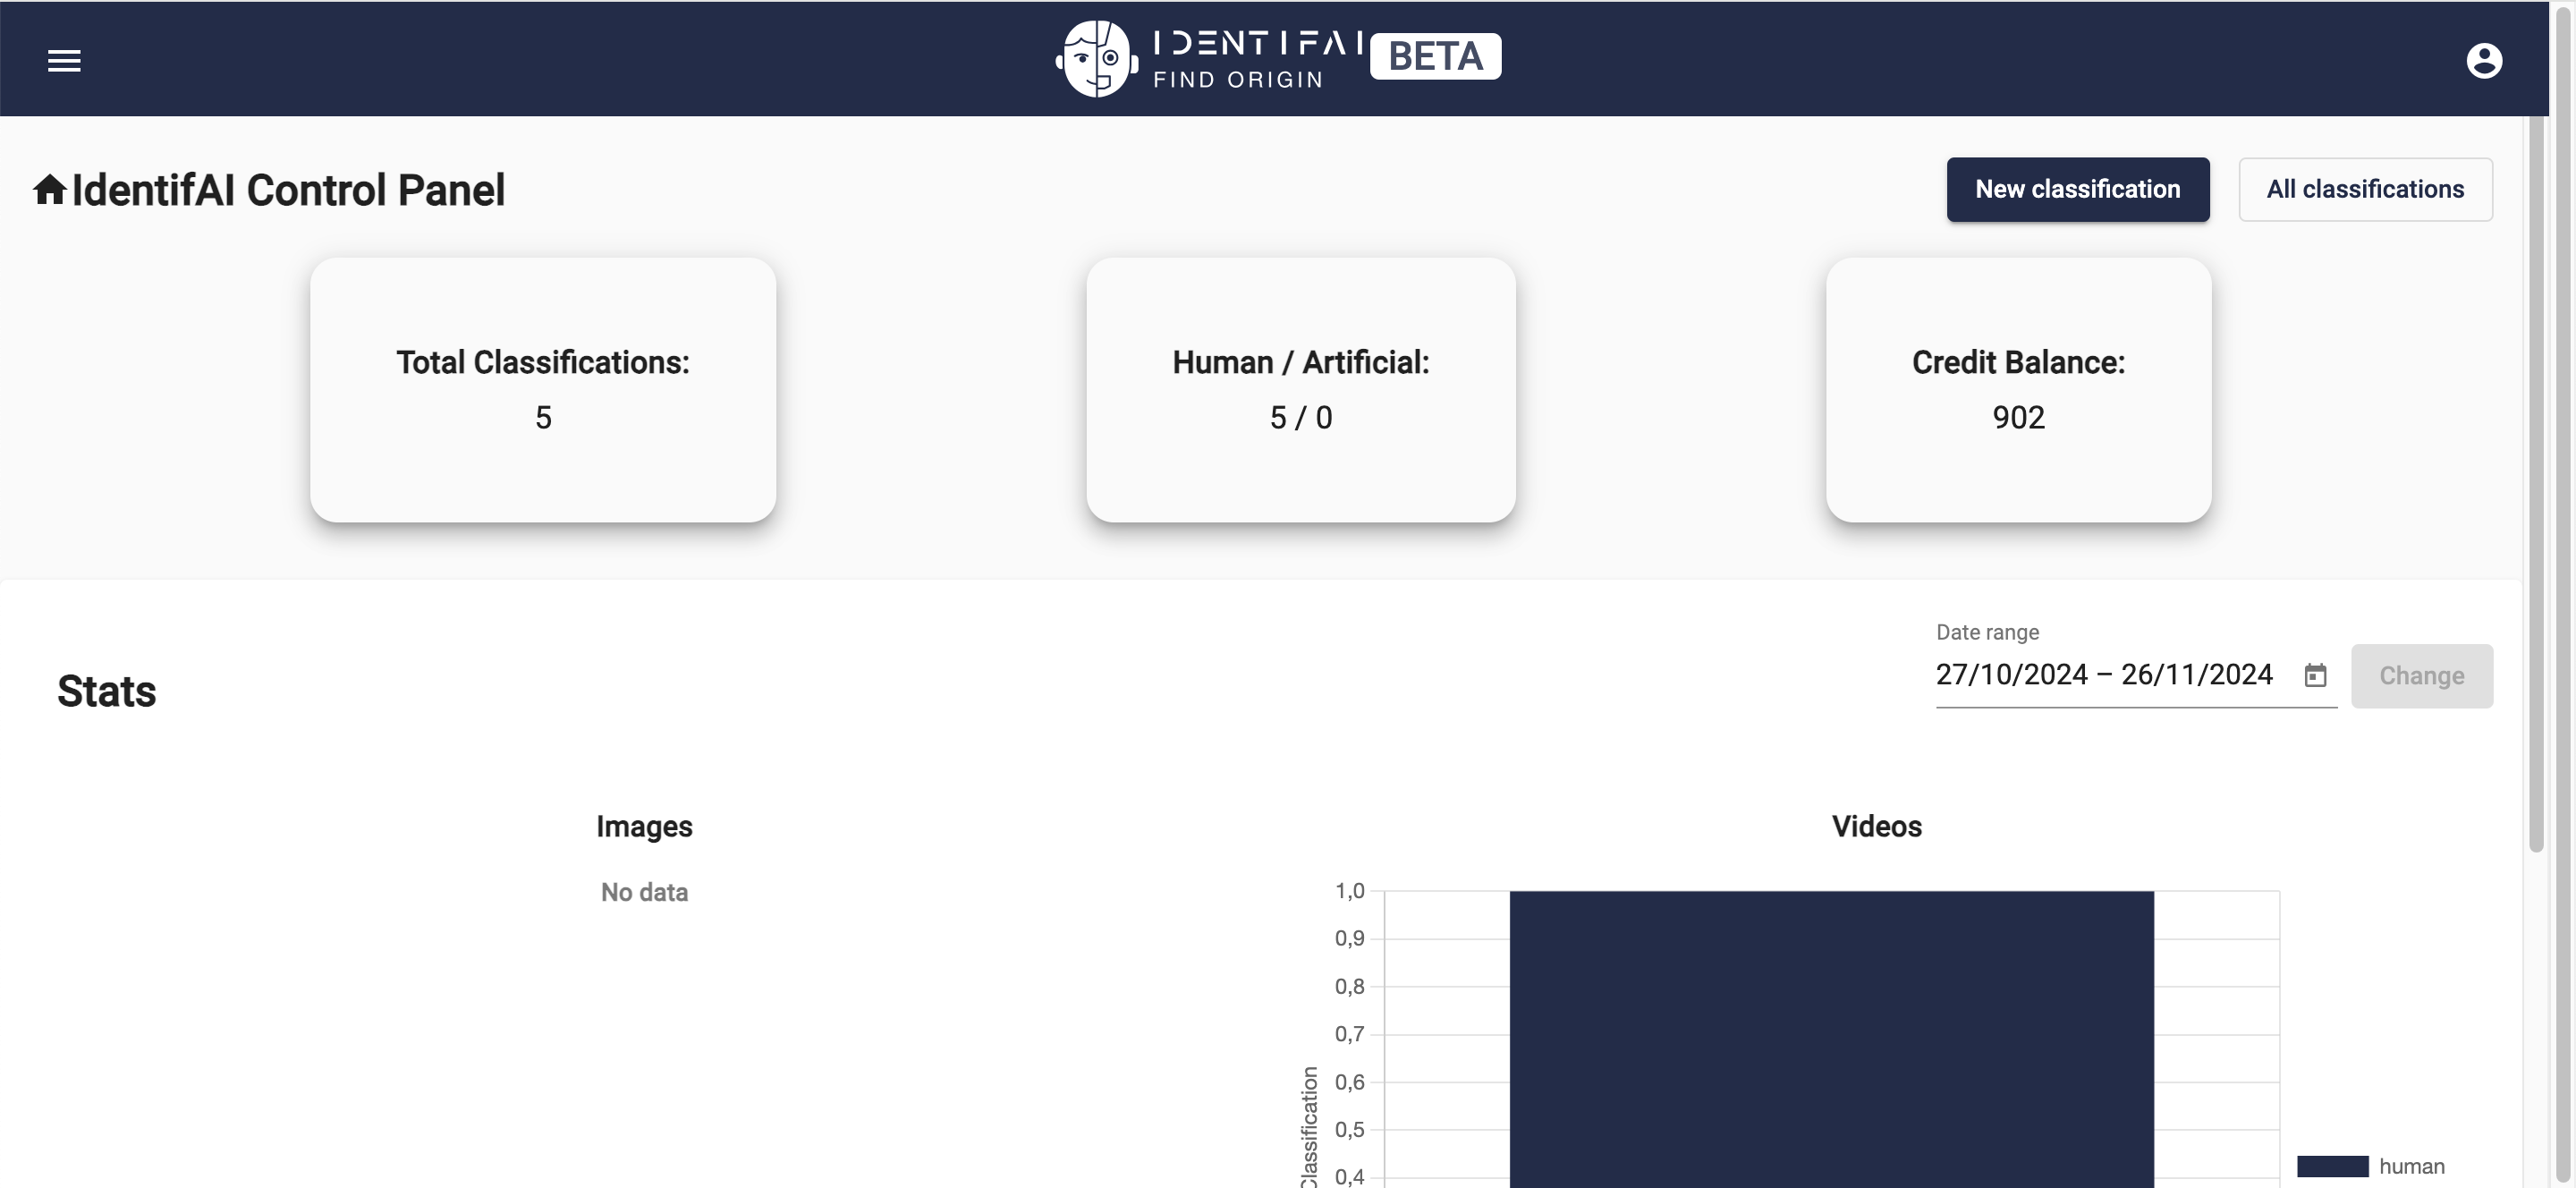 IDENTIFAI
FIND ORIGIN
BETA
IdentifAI Control Panel
New classification
All classifications
Total Classifications:
5
Human / Artificial:
5 / 0
Credit Balance:
902
Stats
Date range
27/10/2024 – 26/11/2024
Change
Images
No data
Videos
1,0
0,9
0,8
0,7
0,6
0,5
0,4
Classification
human